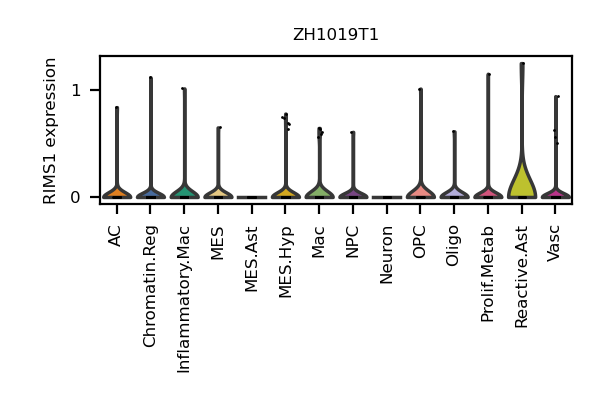 ZH1019T1
RIMS1 expression
1
0
AC
Chromatin.Reg
Inflammatory.Mac
MES
MES.Ast
MES.Hyp
Mac
NPC
Neuron
OPC
Oligo
Prolif.Metab
Reactive.Ast
Vasc